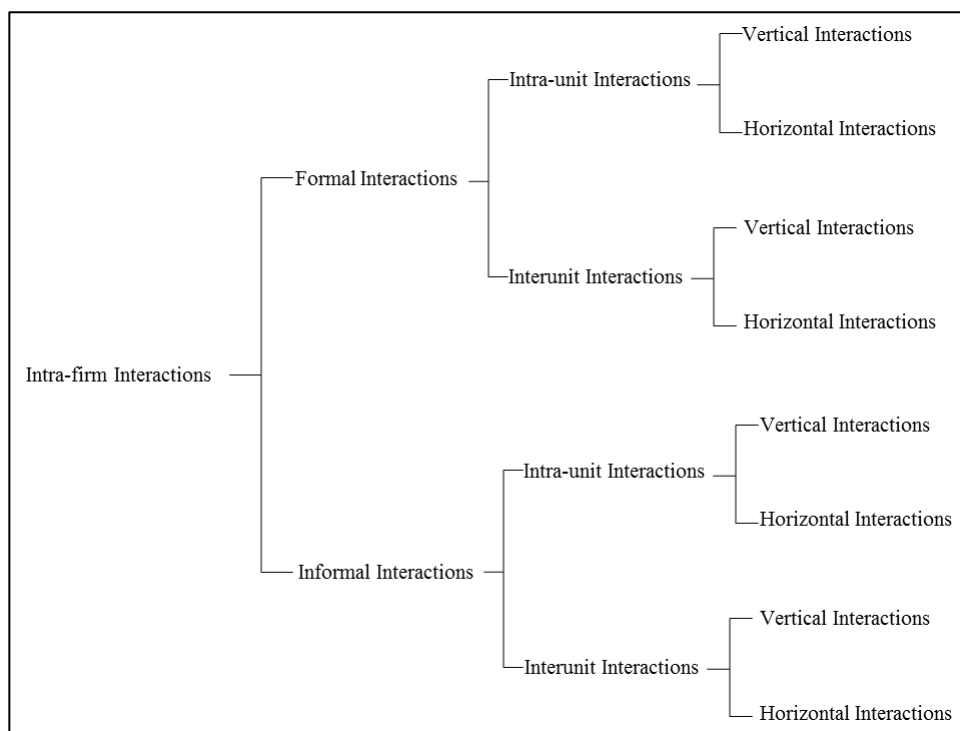 Vertical Interactions
Intra-unit Interactions
Horizontal Interactions
Formal Interactions
Vertical Interactions
Interunit Interactions
Horizontal Interactions
Intra-firm Interactions
Vertical Interactions
Intra-unit Interactions
Horizontal Interactions
Informal Interactions
Vertical Interactions
Interunit Interactions
Horizontal Interactions